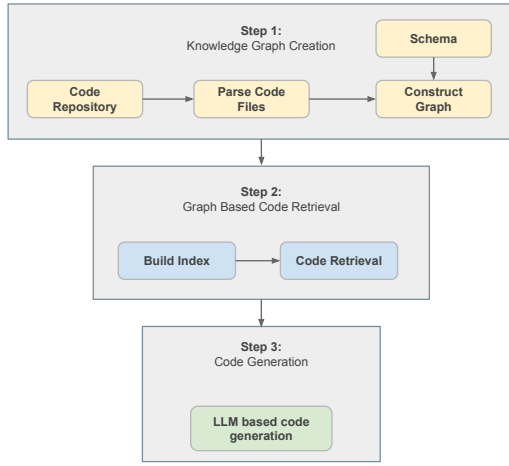 Step 1:
Knowledge Graph Creation
Schema
Code
Repository
Parse Code
Files
Construct
Graph
Step 2:
Graph Based Code Retrieval
Build Index
Code Retrieval
Step 3:
Code Generation
LLM based code
generation